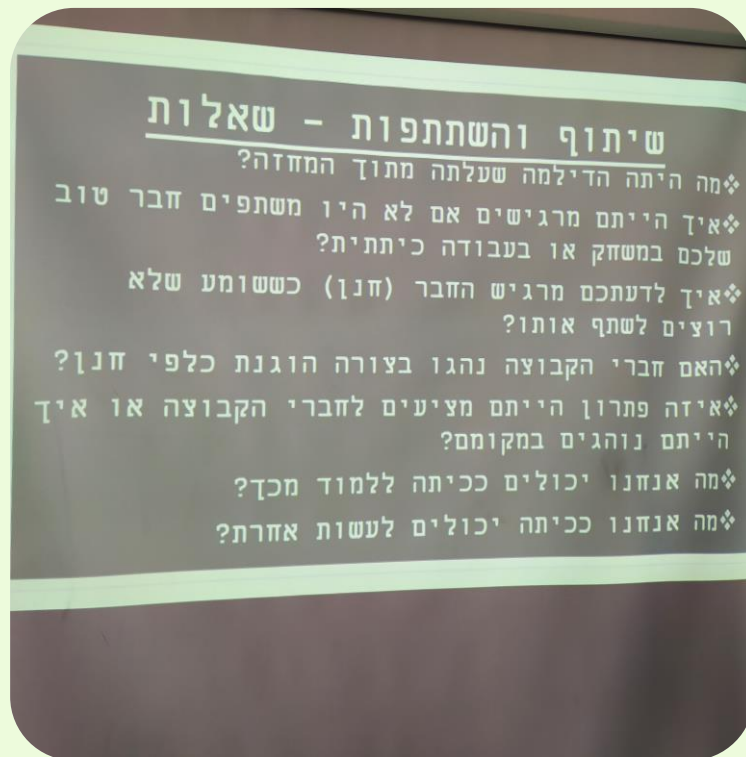 שיתוף והשתתפות - שאלות
❖מה היתה הדילמה שעלתה מתוך המחזה?
❖איך הייתם מרגישים אם לא היו משתפים חבר טוב
שלכם במשחק או בעבודה כיתתית?
❖איך לדעתכם מרגיש החבר (חנן) כששומע שלא
רוצים לשתף אותו?
❖האם חברי הקבוצה נהגו בצורה הוגנת כלפי חנן?
❖איזה פתרון הייתם מציעים לחברי הקבוצה או איך
הייתם נוהגים במקומם?
❖מה אנחנו יכולים ככיתה ללמוד מכך?
❖מה אנחנו ככיתה יכולים לעשות אחרת?